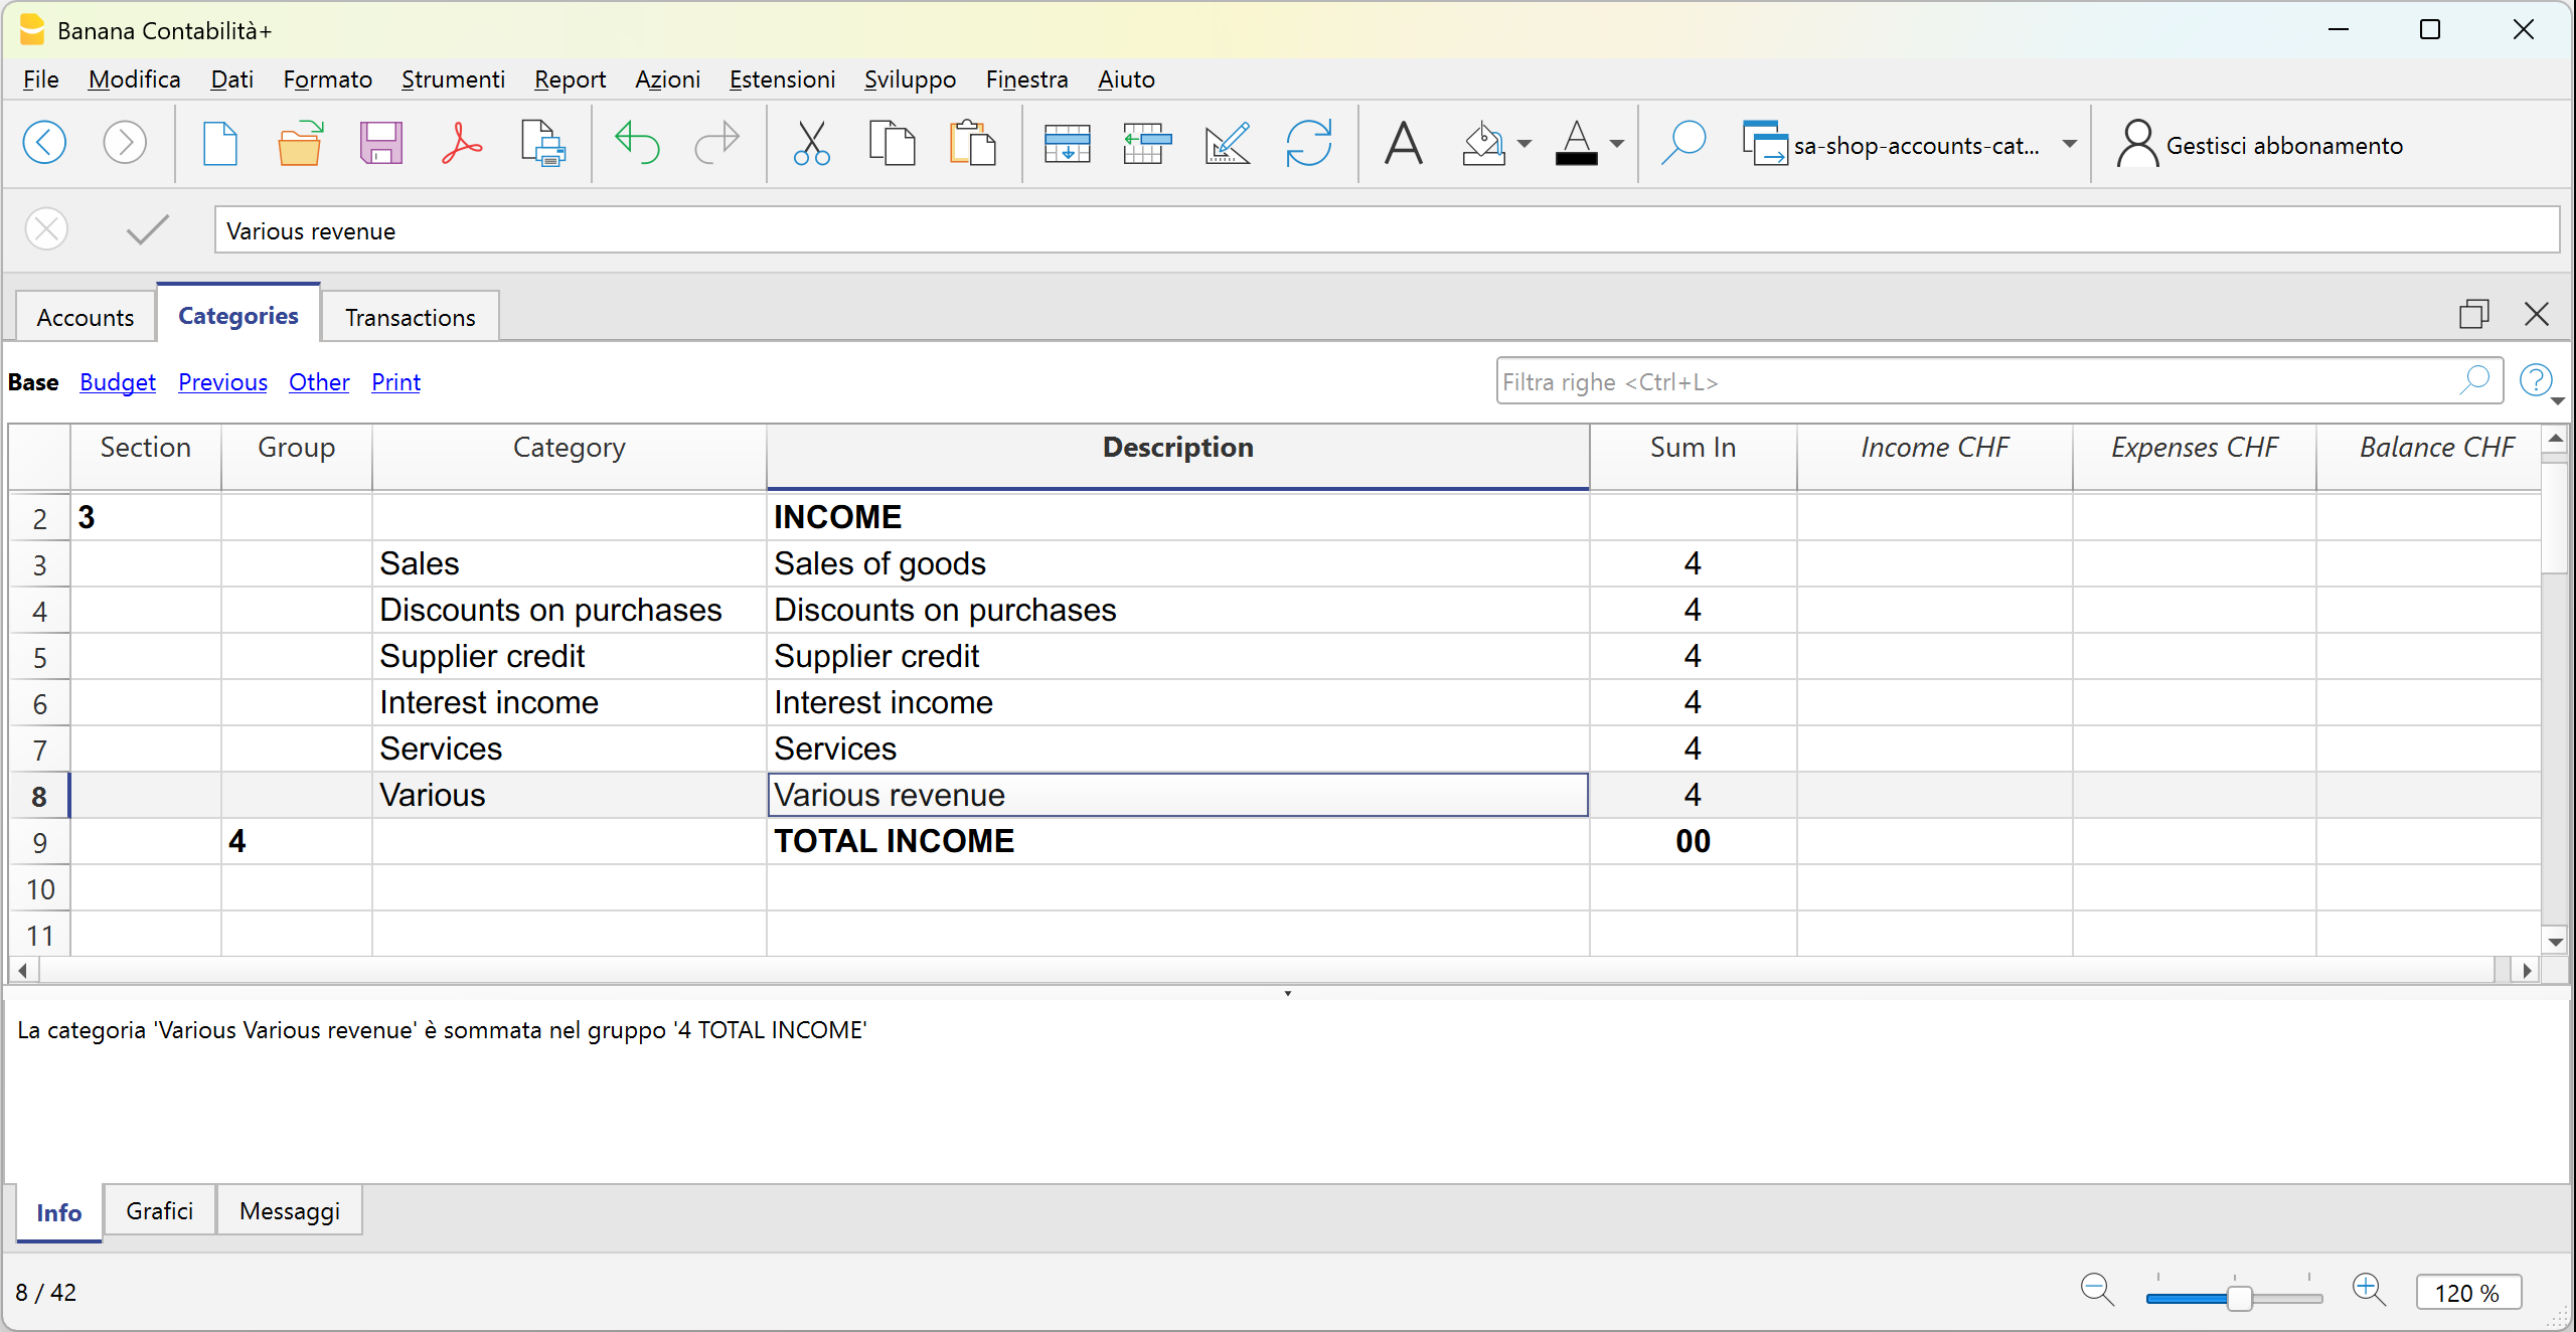 Banana Contabilità+
File Modifica Dati Formato Strumenti Report Azioni Estensioni Sviluppo Finestra Aiuto
sa-shop-accounts-cat... Gestisci abbonamento
Various revenue
Accounts Categories Transactions
Base Budget Previous Other Print Filtra righe <Ctrl+L>
Section Group Category Description Sum In Income CHF Expenses CHF Balance CHF
2 3 INCOME
3 Sales Sales of goods 4
4 Discounts on purchases Discounts on purchases 4
5 Supplier credit Supplier credit 4
6 Interest income Interest income 4
7 Services Services 4
8 Various Various revenue 4
9 4 TOTAL INCOME 00
10
11
La categoria 'Various Various revenue' è sommata nel gruppo '4 TOTAL INCOME'
Info Grafici Messaggi
8 / 42 120 %